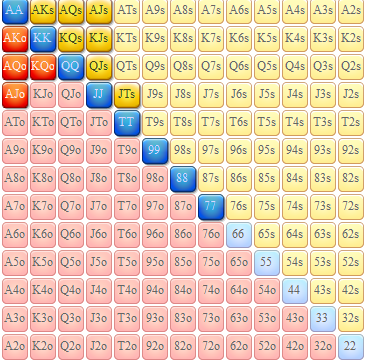 AA AKs AQs AJs ATs A9s A8s A7s A6s A5s A4s A3s A2s
AKo KK KQs KJs KTs K9s K8s K7s K6s K5s K4s K3s K2s
AQo KQo QQ QJs QTs Q9s Q8s Q7s Q6s Q5s Q4s Q3s Q2s
AJo KJo QJo JJ JTs J9s J8s J7s J6s J5s J4s J3s J2s
ATo KTo QTo JTo TT T9s T8s T7s T6s T5s T4s T3s T2s
A9o K9o Q9o J9o T9o 99 98s 97s 96s 95s 94s 93s 92s
A8o K8o Q8o J8o T8o 98o 88 87s 86s 85s 84s 83s 82s
A7o K7o Q7o J7o T7o 97o 87o 77 76s 75s 74s 73s 72s
A6o K6o Q6o J6o T6o 96o 86o 76o 66 65s 64s 63s 62s
A5o K5o Q5o J5o T5o 95o 85o 75o 65o 55 54s 53s 52s
A4o K4o Q4o J4o T4o 94o 84o 74o 64o 54o 44 43s 42s
A3o K3o Q3o J3o T3o 93o 83o 73o 63o 53o 43o 33 32s
A2o K2o Q2o J2o T2o 92o 82o 72o 62o 52o 42o 32o 22